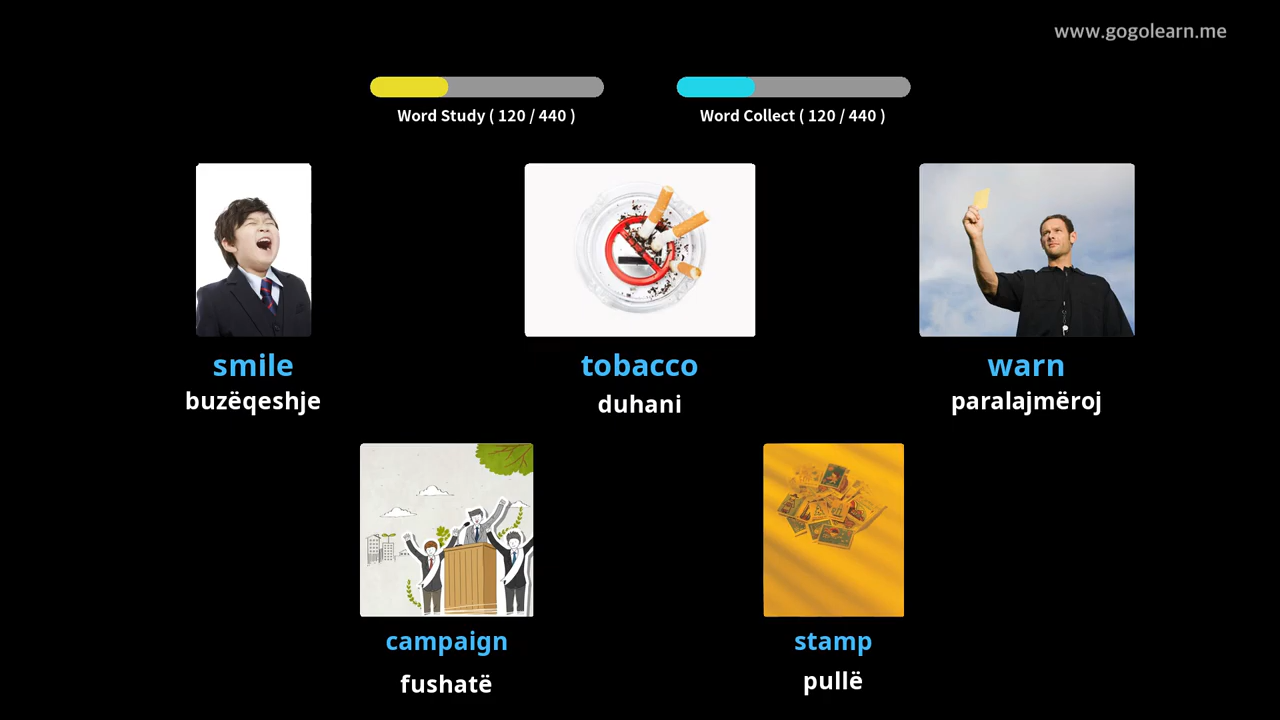 www.gogolearn.me
Word Study ( 120 / 440 )
Word Collect ( 120 / 440 )
smile
buzëqeshje
tobacco
duhani
warn
paralajmëroj
campaign
fushatë
stamp
pullë